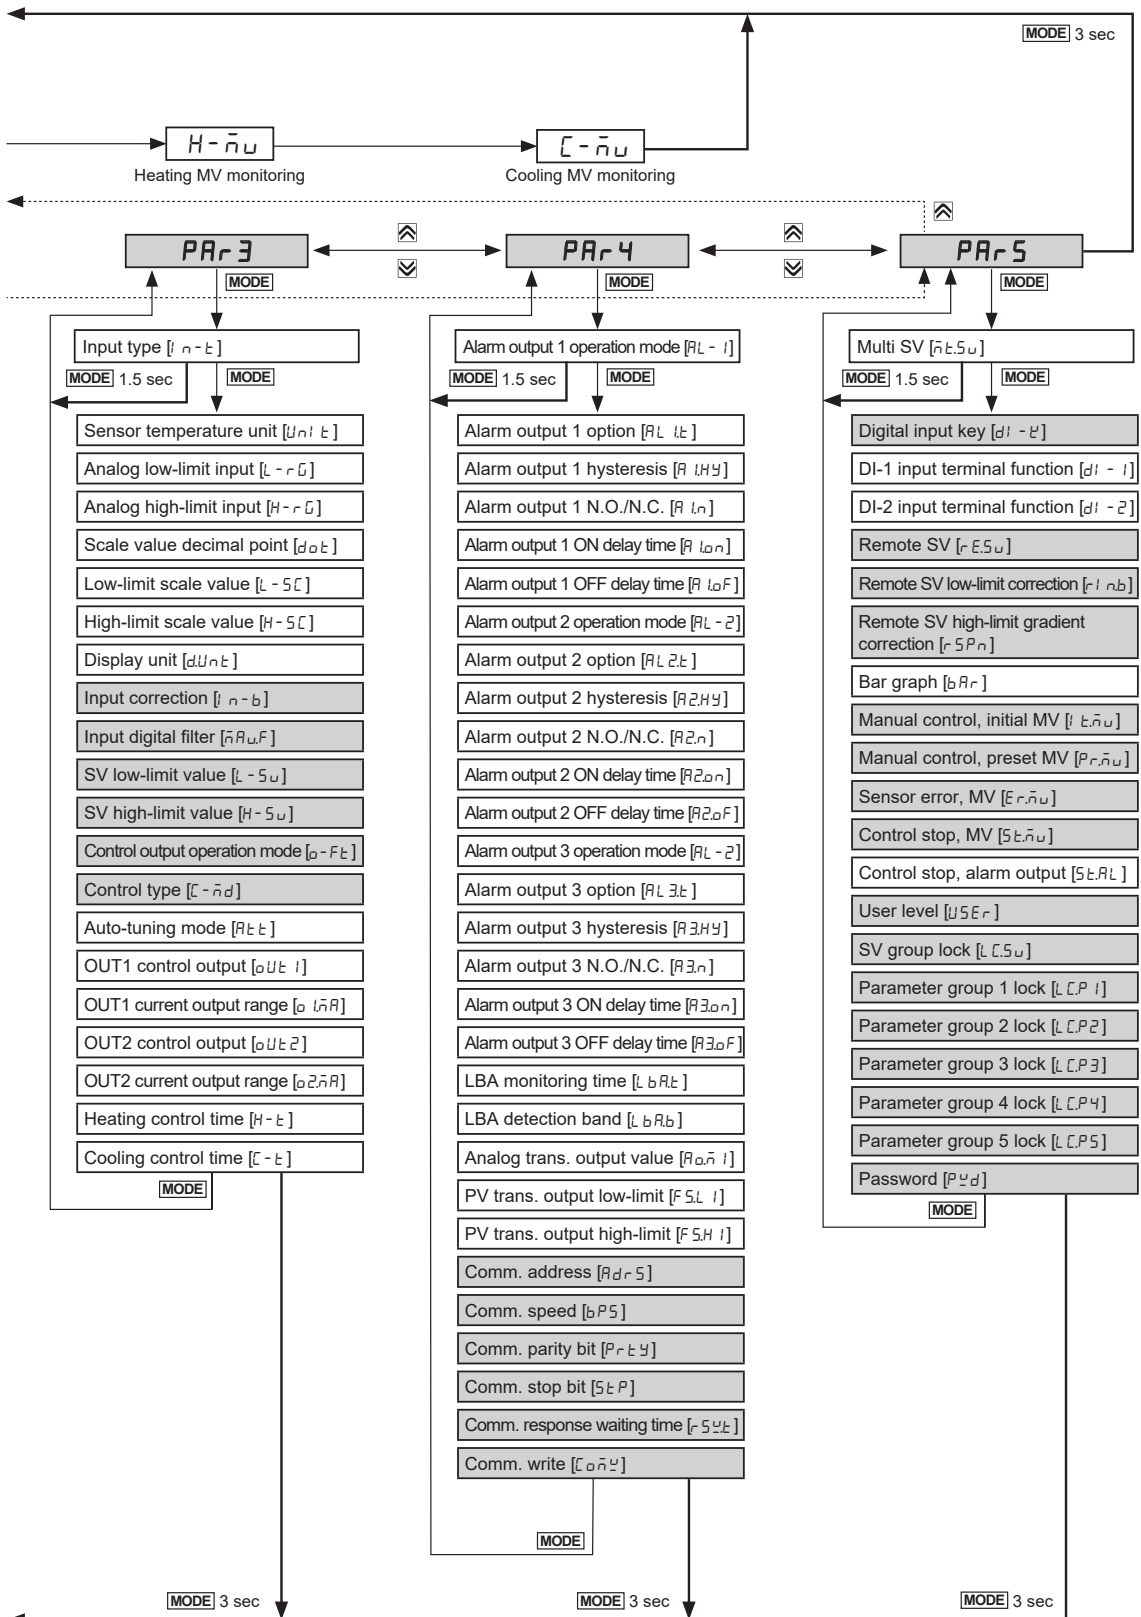 MODE 3 sec
H-mv
C-mv
Heating MV monitoring
Cooling MV monitoring
PAr3
PAr4
PAr5
MODE
MODE
MODE
Input type [In-t]
MODE 1.5 sec
MODE
Sensor temperature unit [UnIt]
Analog low-limit input [L-rG]
Analog high-limit input [H-rG]
Scale value decimal point [dot]
Low-limit scale value [L-SC]
High-limit scale value [H-SC]
Display unit [d.Unt]
Input correction [In-b]
Input digital filter [mAv.F]
SV low-limit value [L-Sv]
SV high-limit value [H-Sv]
Control output operation mode [o-Ft]
Control type [C-md]
Auto-tuning mode [Att]
OUT1 control output [oUt1]
OUT1 current output range [o1.mA]
OUT2 control output [oUt2]
OUT2 current output range [o2.mA]
Heating control time [H-t]
Cooling control time [C-t]
MODE
MODE 3 sec
Alarm output 1 operation mode [AL-1]
MODE 1.5 sec
MODE
Alarm output 1 option [AL1.t]
Alarm output 1 hysteresis [A1.HY]
Alarm output 1 N.O./N.C. [A1.n]
Alarm output 1 ON delay time [A1.on]
Alarm output 1 OFF delay time [A1.oF]
Alarm output 2 operation mode [AL-2]
Alarm output 2 option [AL2.t]
Alarm output 2 hysteresis [A2.HY]
Alarm output 2 N.O./N.C. [A2.n]
Alarm output 2 ON delay time [A2.on]
Alarm output 2 OFF delay time [A2.oF]
Alarm output 3 operation mode [AL-2]
Alarm output 3 option [AL3.t]
Alarm output 3 hysteresis [A3.HY]
Alarm output 3 N.O./N.C. [A3.n]
Alarm output 3 ON delay time [A3.on]
Alarm output 3 OFF delay time [A3.oF]
LBA monitoring time [LbA.t]
LBA detection band [LbA.b]
Analog trans. output value [Ao.m1]
PV trans. output low-limit [FS.L1]
PV trans. output high-limit [FS.H1]
Comm. address [AdrS]
Comm. speed [bPS]
Comm. parity bit [PrtY]
Comm. stop bit [StP]
Comm. response waiting time [rSW.t]
Comm. write [ComW]
MODE
MODE 3 sec
Multi SV [mt.Sv]
MODE 1.5 sec
MODE
Digital input key [dI-K]
DI-1 input terminal function [dI-1]
DI-2 input terminal function [dI-2]
Remote SV [rE.Sv]
Remote SV low-limit correction [rIn.b]
Remote SV high-limit gradient
correction [rSPn]
Bar graph [bAr]
Manual control, initial MV [It.mv]
Manual control, preset MV [Pr.mv]
Sensor error, MV [Er.mv]
Control stop, MV [St.mv]
Control stop, alarm output [St.AL]
User level [USEr]
SV group lock [LC.Sv]
Parameter group 1 lock [LC.P1]
Parameter group 2 lock [LC.P2]
Parameter group 3 lock [LC.P3]
Parameter group 4 lock [LC.P4]
Parameter group 5 lock [LC.P5]
Password [PWd]
MODE
MODE 3 sec